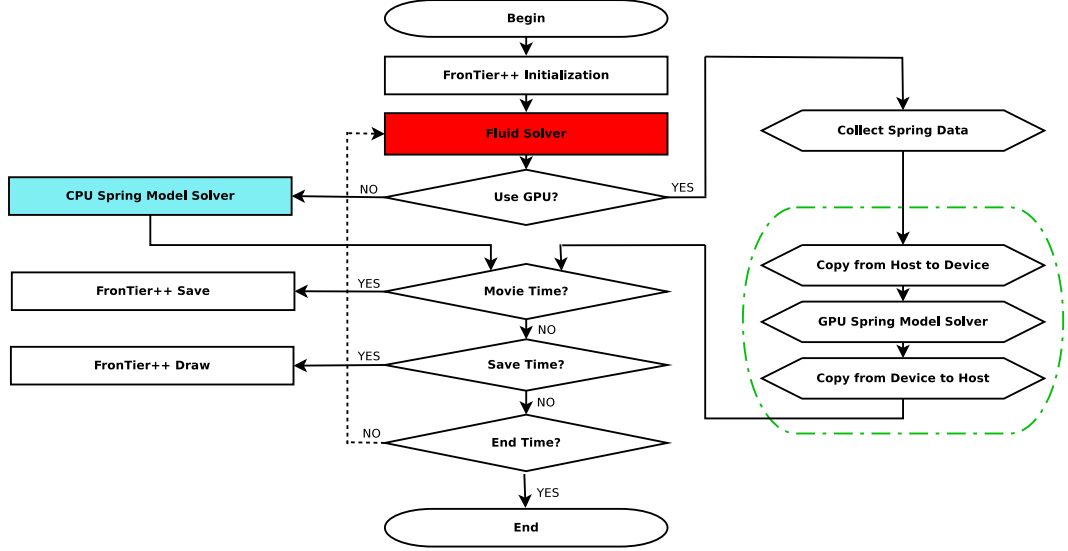 Begin
FronTier++ Initialization
Fluid Solver
Use GPU?
NO
YES
CPU Spring Model Solver
Collect Spring Data
Copy from Host to Device
GPU Spring Model Solver
Copy from Device to Host
Movie Time?
YES
FronTier++ Save
NO
Save Time?
YES
FronTier++ Draw
NO
End Time?
NO
YES
End